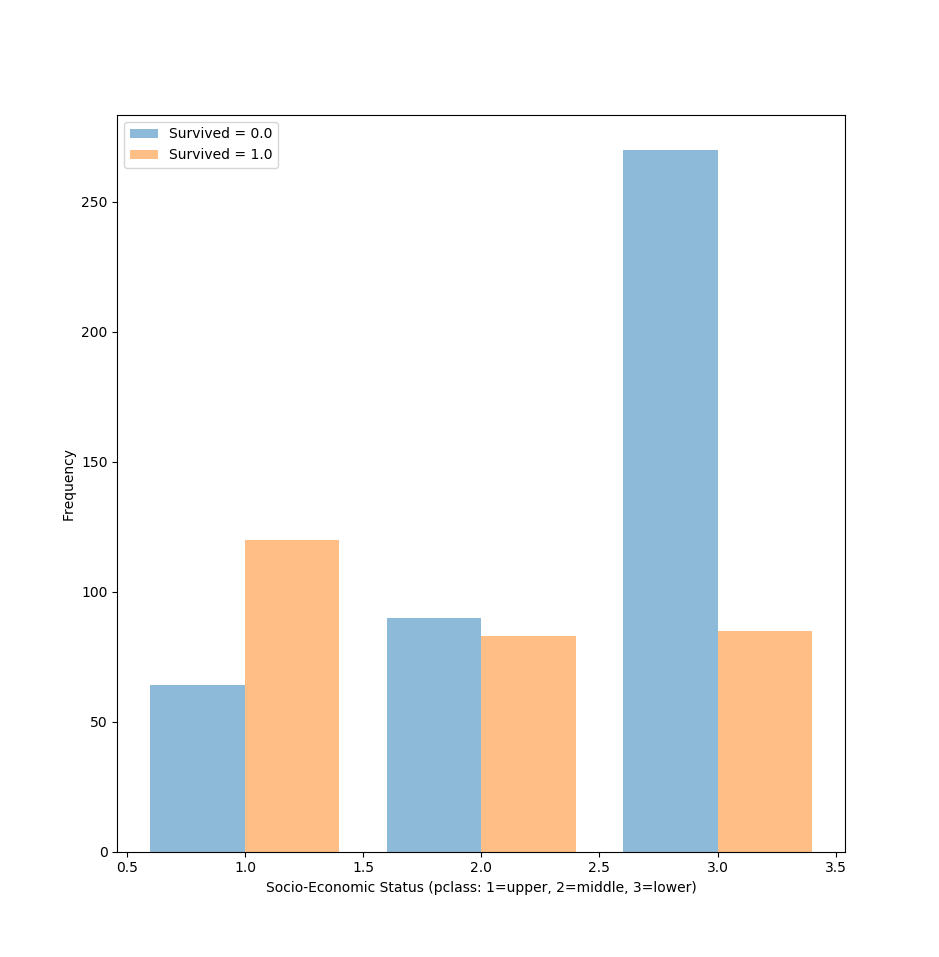 Survived = 0.0
Survived = 1.0
Frequency
250
200
150
100
50
0
0.5 1.0 1.5 2.0 2.5 3.0 3.5
Socio-Economic Status (pclass: 1=upper, 2=middle, 3=lower)